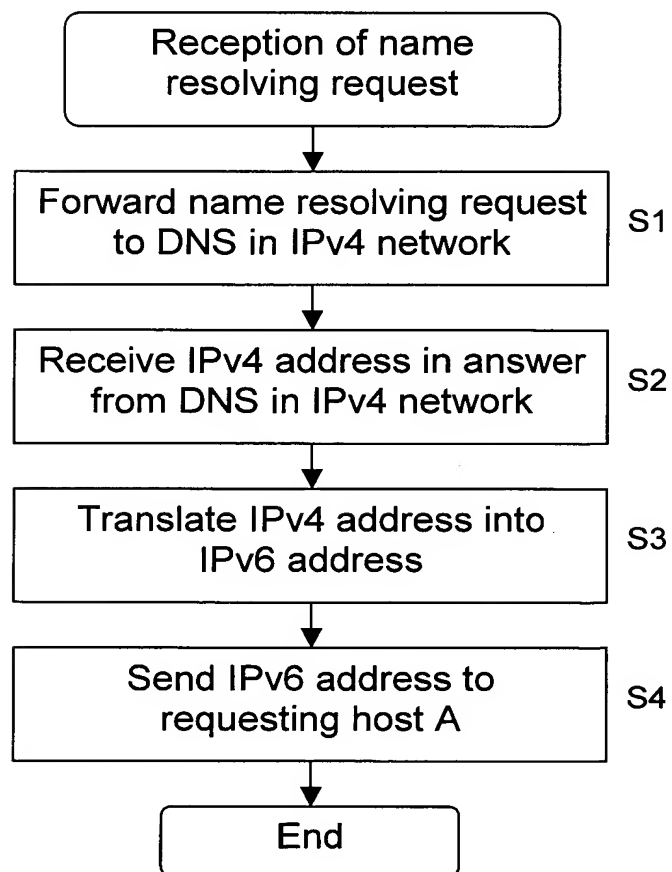 Reception of name
resolving request
Forward name resolving request
to DNS in IPv4 network
S1
Receive IPv4 address in answer
from DNS in IPv4 network
S2
Translate IPv4 address into
IPv6 address
S3
Send IPv6 address to
requesting host A
S4
End